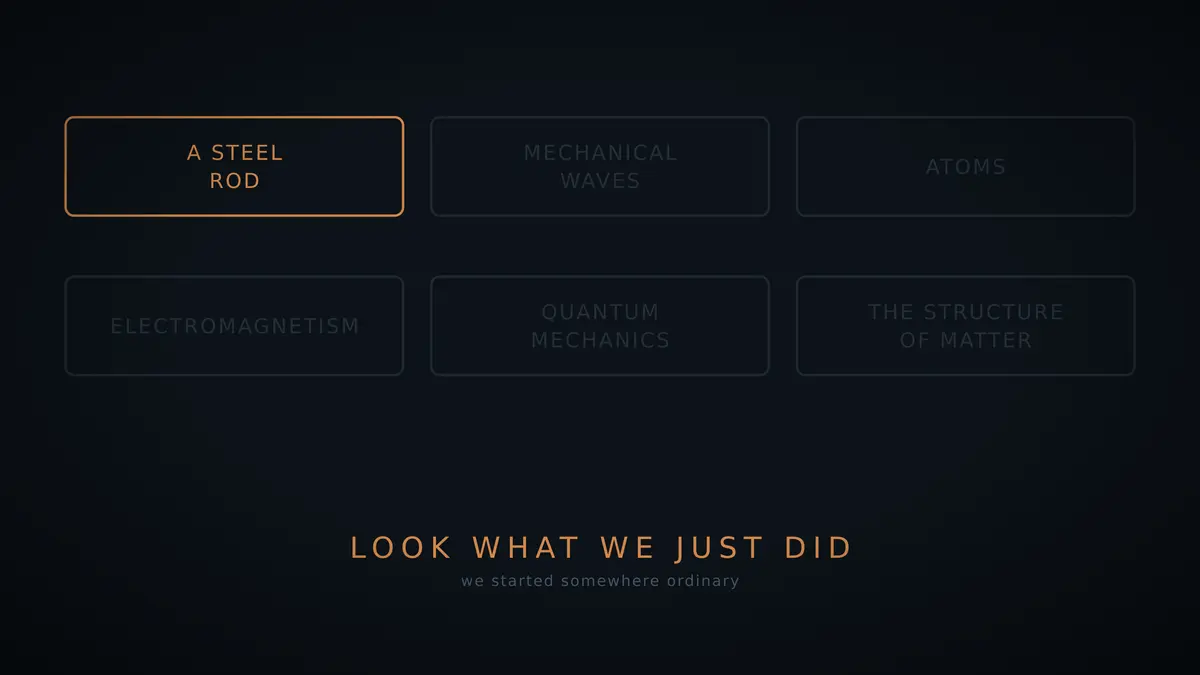 A STEEL
ROD
MECHANICAL
WAVES
ATOMS
ELECTROMAGNETISM
QUANTUM
MECHANICS
THE STRUCTURE
OF MATTER
LOOK WHAT WE JUST DID
we started somewhere ordinary